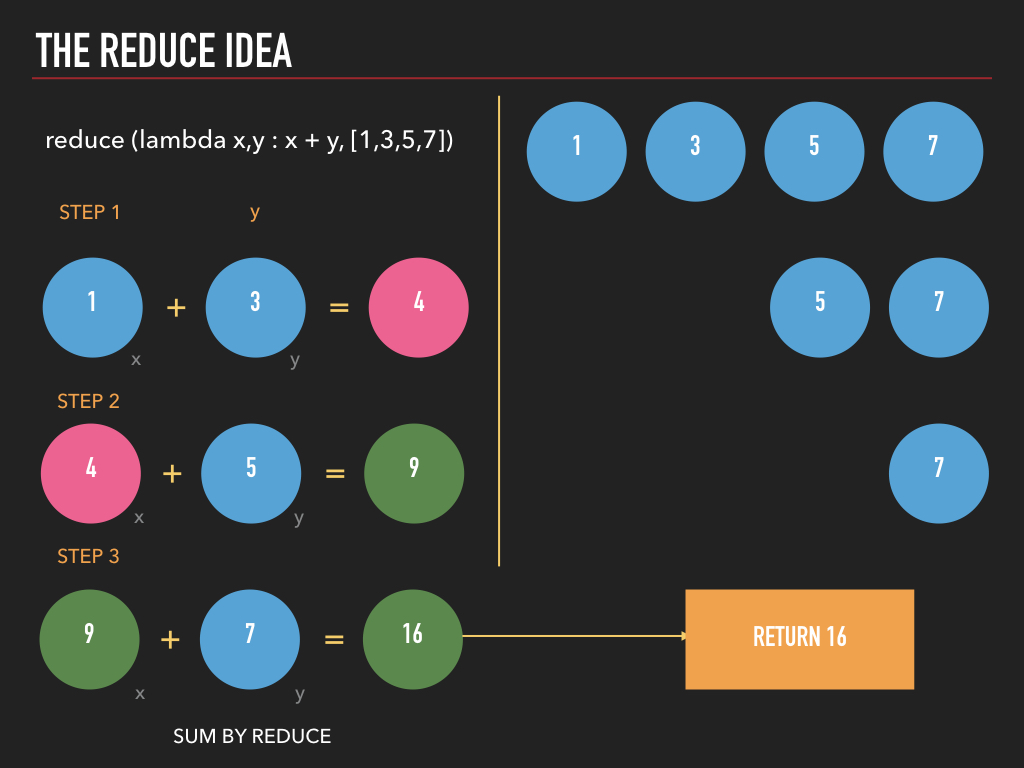 THE REDUCE IDEA
reduce (lambda x,y : x + y, [1,3,5,7])
1 3 5 7
STEP 1 y
1 + 3 = 4
x y
5 7
STEP 2
4 + 5 = 9
x y
7
STEP 3
9 + 7 = 16
x y
RETURN 16
SUM BY REDUCE